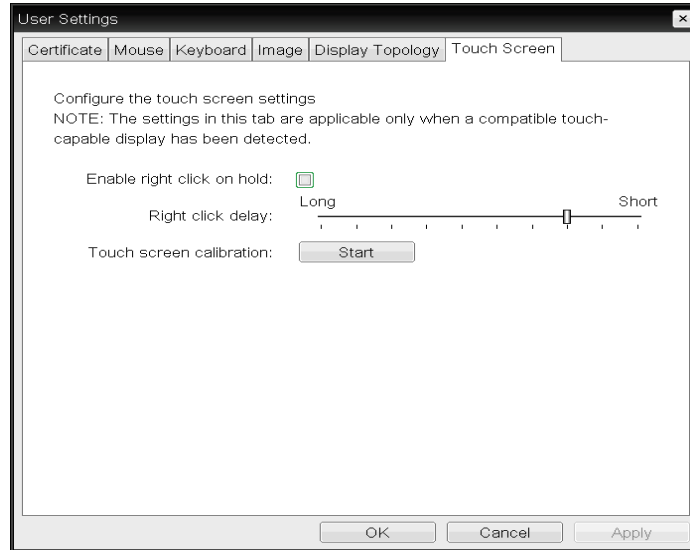 User Settings
Certificate Mouse Keyboard Image Display Topology Touch Screen
Configure the touch screen settings
NOTE: The settings in this tab are applicable only when a compatible touch-
capable display has been detected.
Enable right click on hold:
Long Short
Right click delay:
Touch screen calibration: Start
OK Cancel Apply